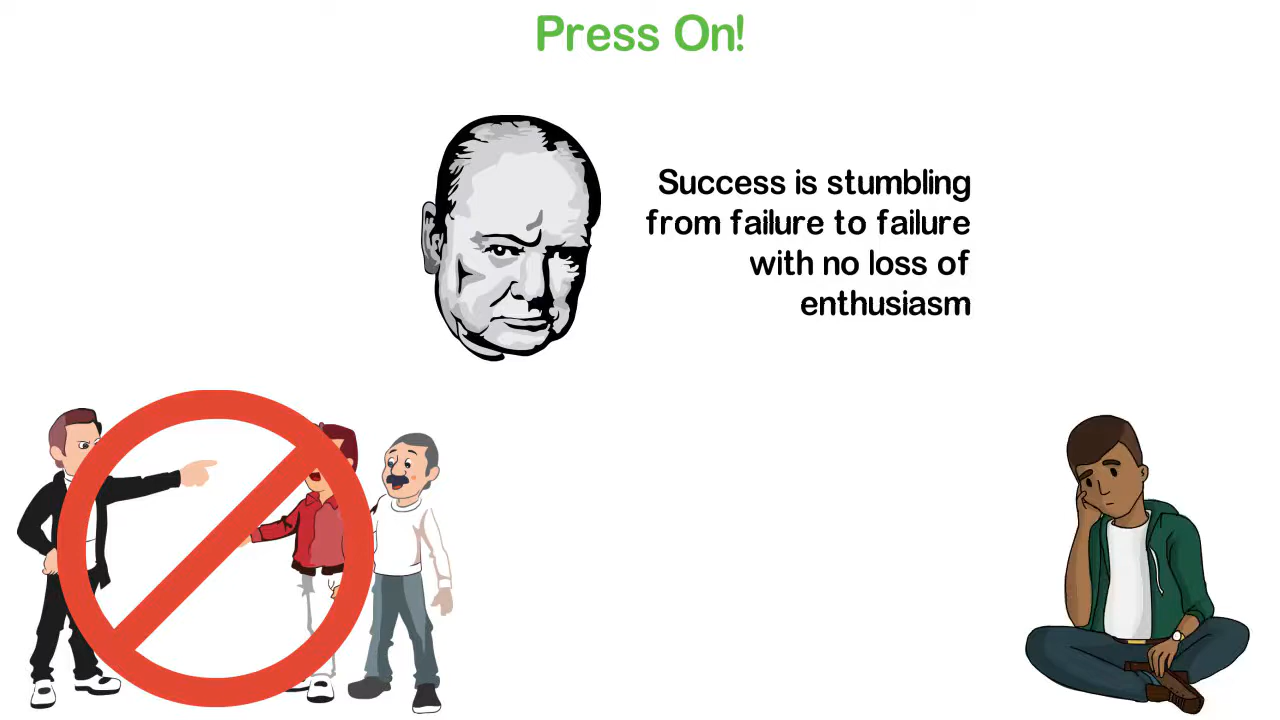 Press On!
Success is stumbling
from failure to failure
with no loss of
enthusiasm